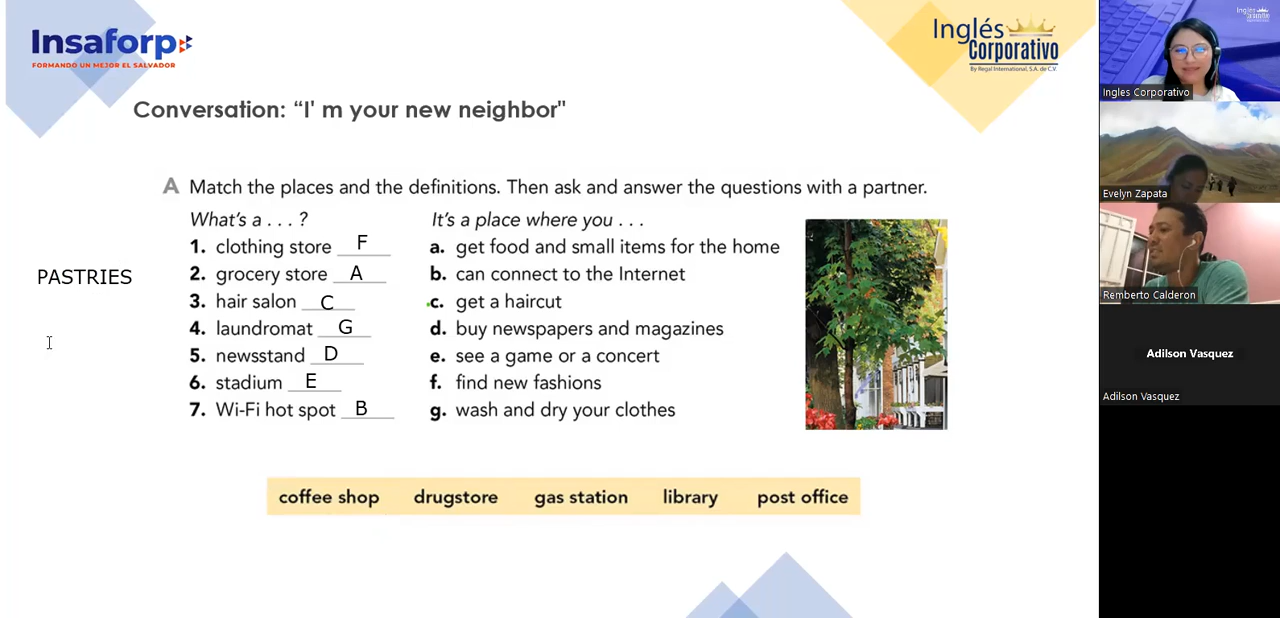 Insaforp
FORMANDO UN MEJOR EL SALVADOR
Inglés
Corporativo
By Regal International, S.A. de C.V.
Conversation: “I' m your new neighbor"
A Match the places and the definitions. Then ask and answer the questions with a partner.
What's a . . . ?
1. clothing store F
2. grocery store A
3. hair salon C
4. laundromat G
5. newsstand D
6. stadium E
7. Wi-Fi hot spot B
It's a place where you . . .
a. get food and small items for the home
b. can connect to the Internet
c. get a haircut
d. buy newspapers and magazines
e. see a game or a concert
f. find new fashions
g. wash and dry your clothes
PASTRIES
coffee shop drugstore gas station library post office
Inglés
Ingles Corporativo
Evelyn Zapata
Remberto Calderon
Adilson Vasquez
Adilson Vasquez